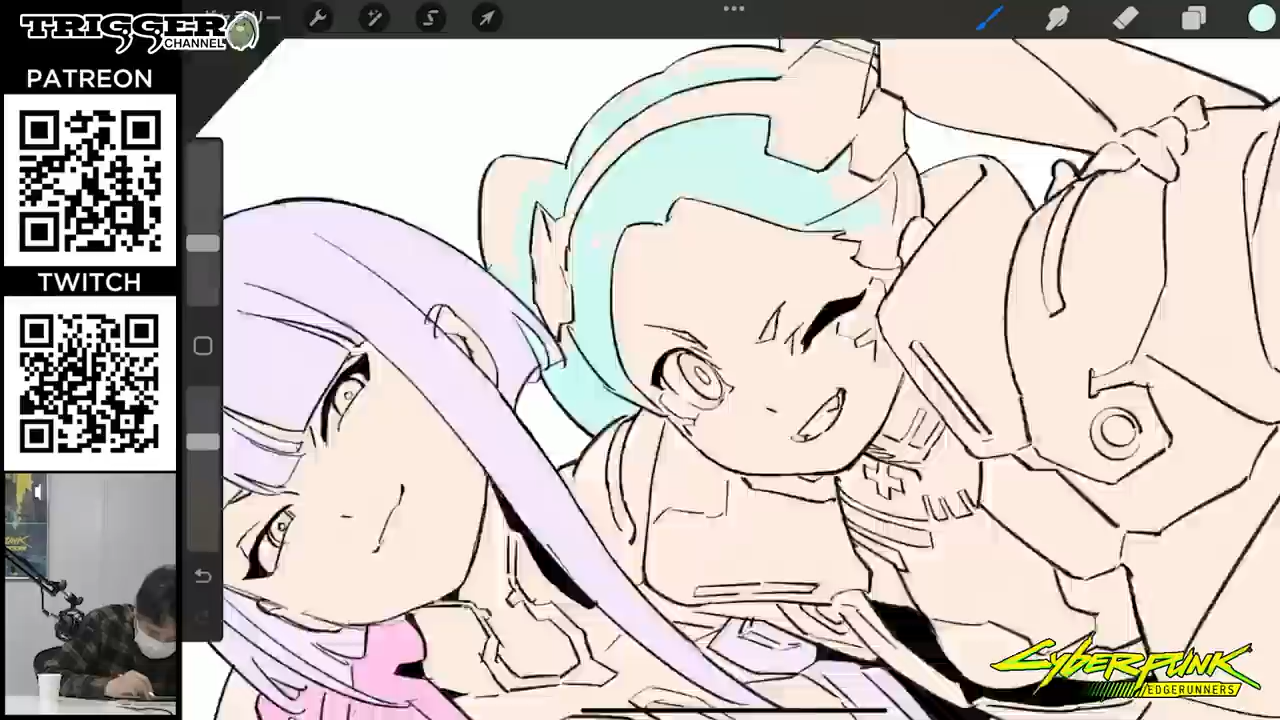 TRIGGER
CHANNEL
PATREON
TWITCH
CYBERPUNK
EDGERUNNERS